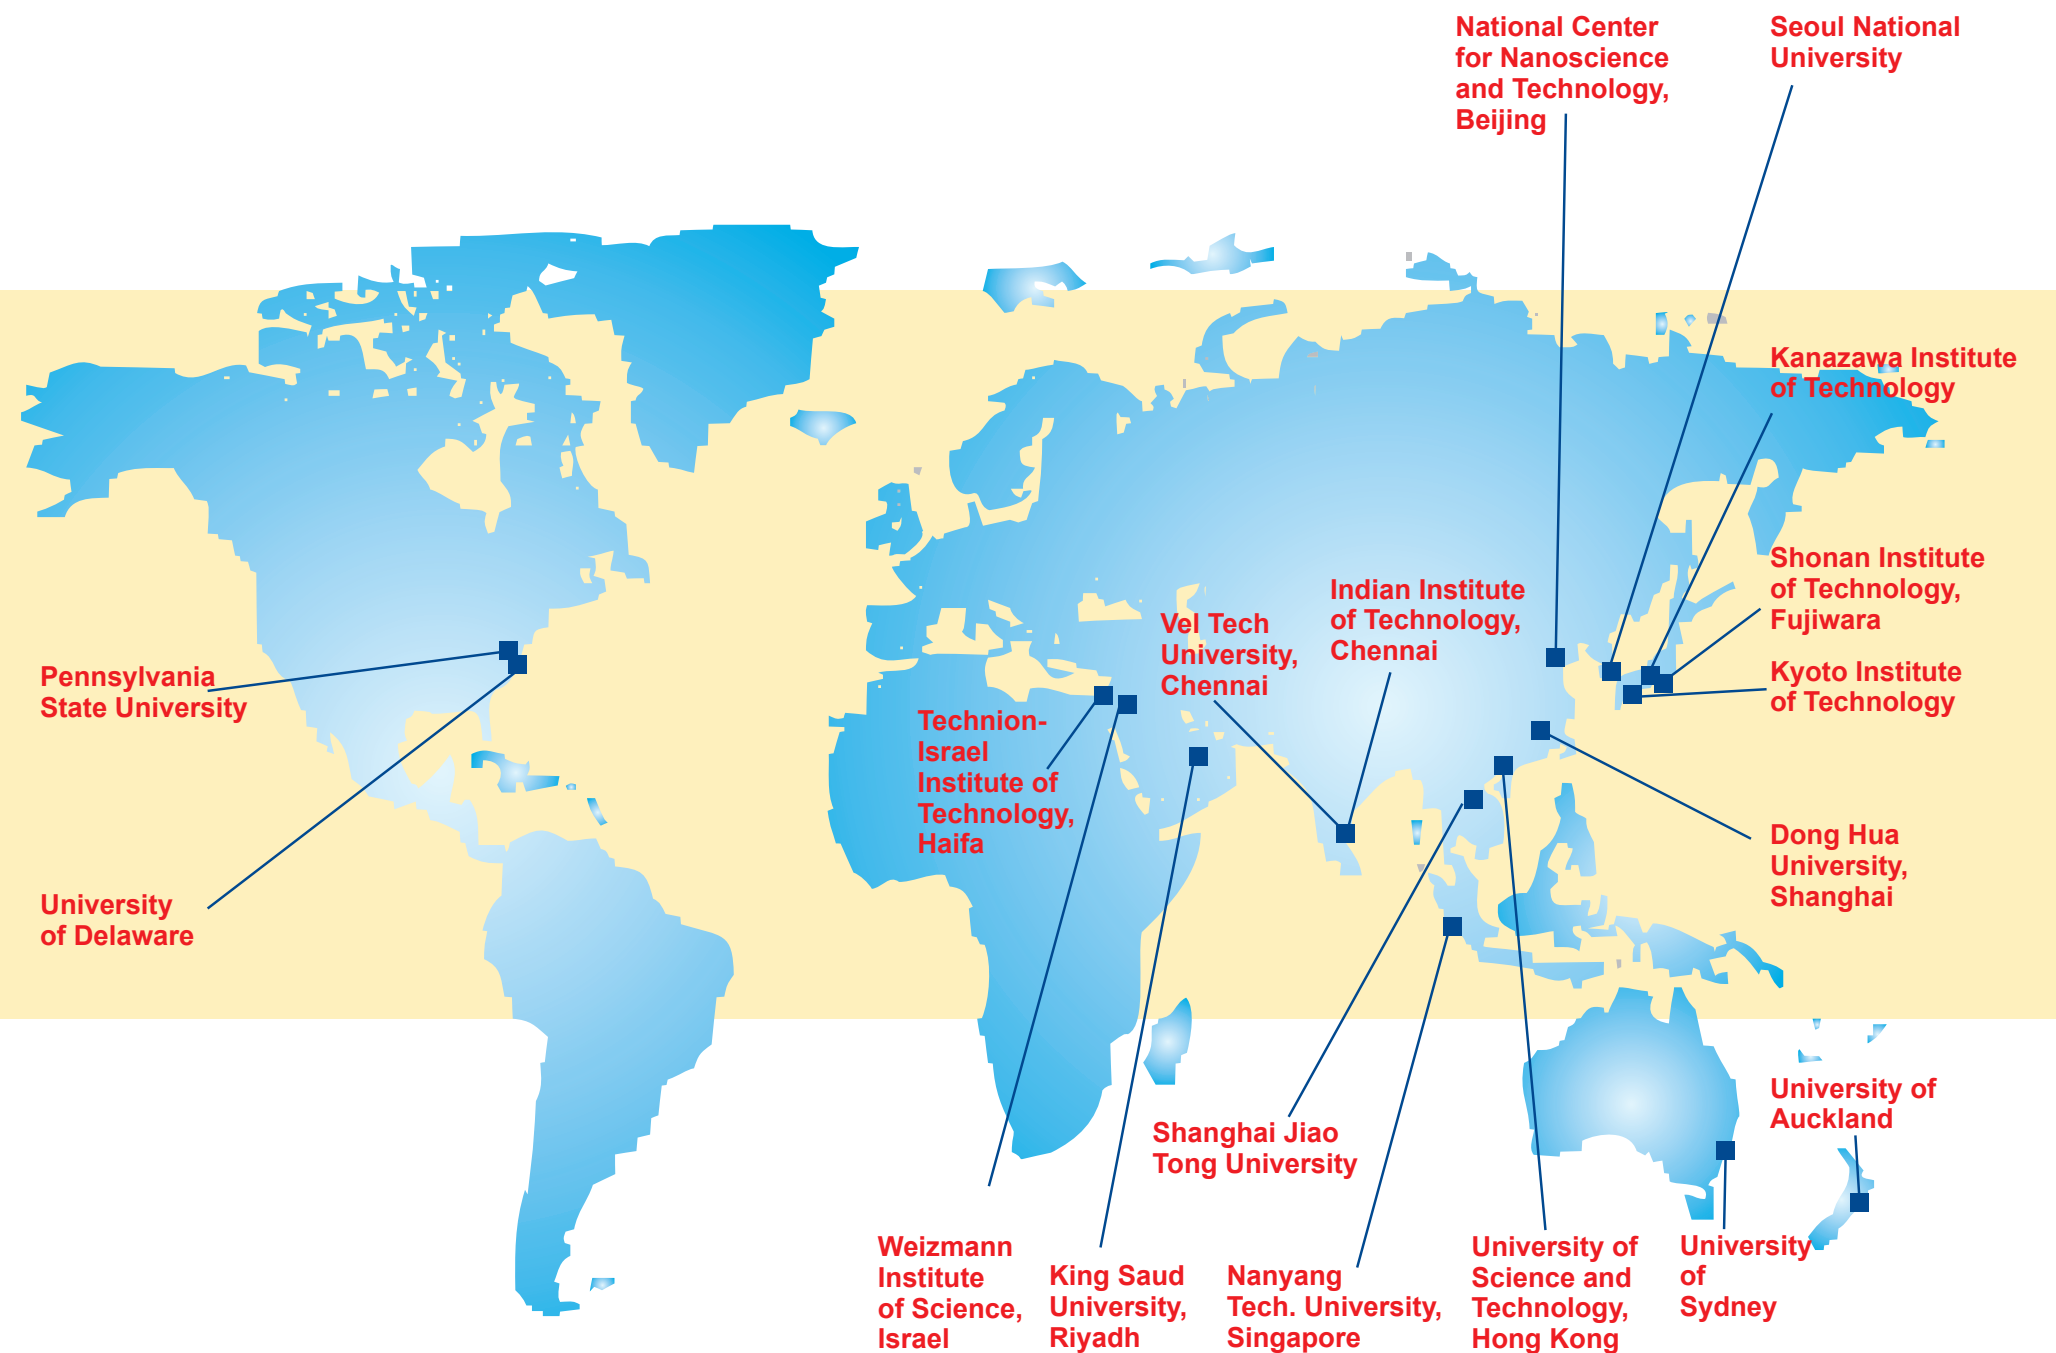 National Center
for Nanoscience
and Technology,
Beijing
Seoul National
University
Kanazawa Institute
of Technology
Shonan Institute
of Technology,
Fujiwara
Kyoto Institute
of Technology
Indian Institute
of Technology,
Chennai
Vel Tech
University,
Chennai
Pennsylvania
State University
Technion-
Israel
Institute of
Technology,
Haifa
University
of Delaware
Dong Hua
University,
Shanghai
University of
Auckland
Shanghai Jiao
Tong University
Weizmann
Institute
of Science,
Israel
King Saud
University,
Riyadh
Nanyang
Tech. University,
Singapore
University of
Science and
Technology,
Hong Kong
University
of
Sydney